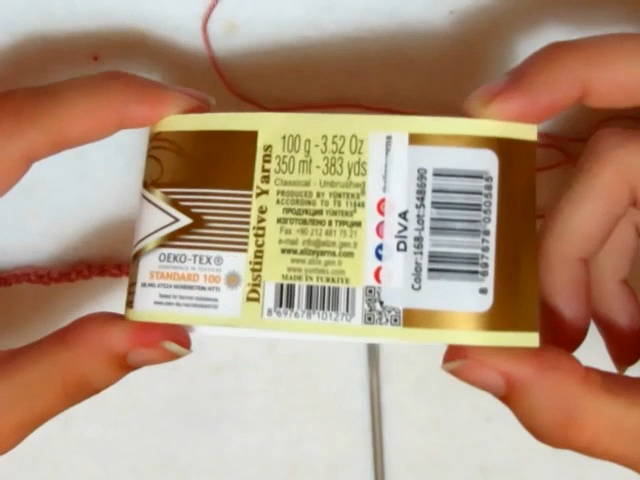 OEKO-TEX®
STANDARD 100
Distinctive Yarns
100 g - 3.52 Oz
350 mt - 383 yds
Classical - Unbrushed
PRODUCED BY YÜNTEKS®
ACCORDING TO TS 11846
ПРОДУКЦИЯ YÜNTEKS®
ИЗГОТОВЛЕНО В ТУРЦИИ
Fax +90 212 481 75 21
e-mail: info@alize.gen.tr
www.alizeyarns.com
www.alize.gen.tr
www.yunteks.com
MADE IN TURKIYE
8 697678 101270
DİVA
Color:168-Lot:548690
8 697678 050585